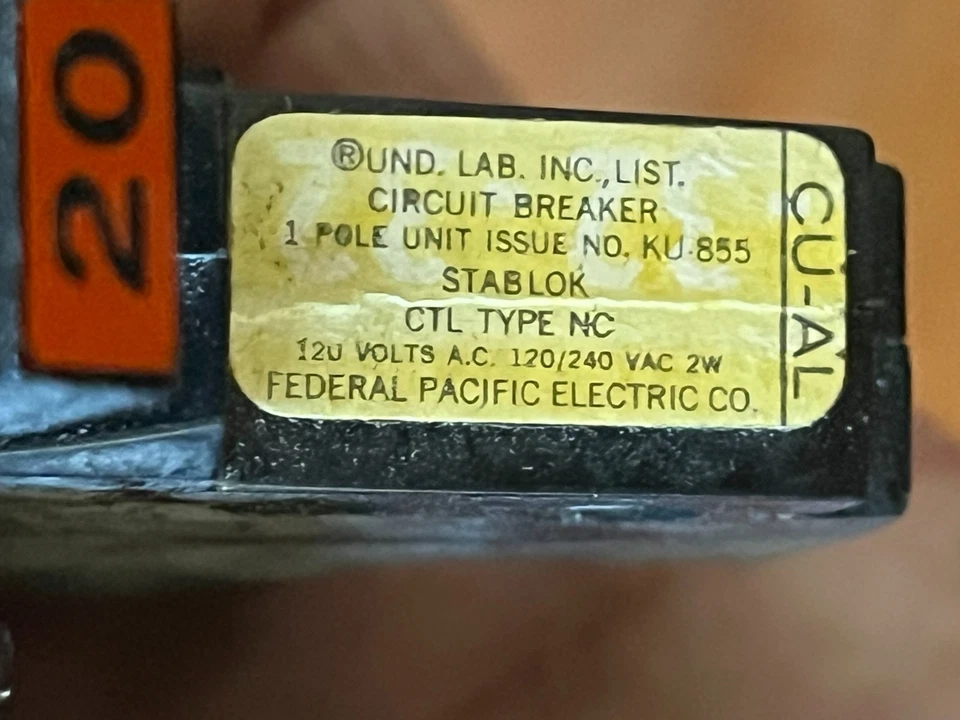 20
®UND. LAB. INC., LIST.
CIRCUIT BREAKER
1 POLE UNIT ISSUE NO. KU-855
STABLOK
CTL TYPE NC
120 VOLTS A.C. 120/240 VAC 2W
FEDERAL PACIFIC ELECTRIC CO.
CU-AL